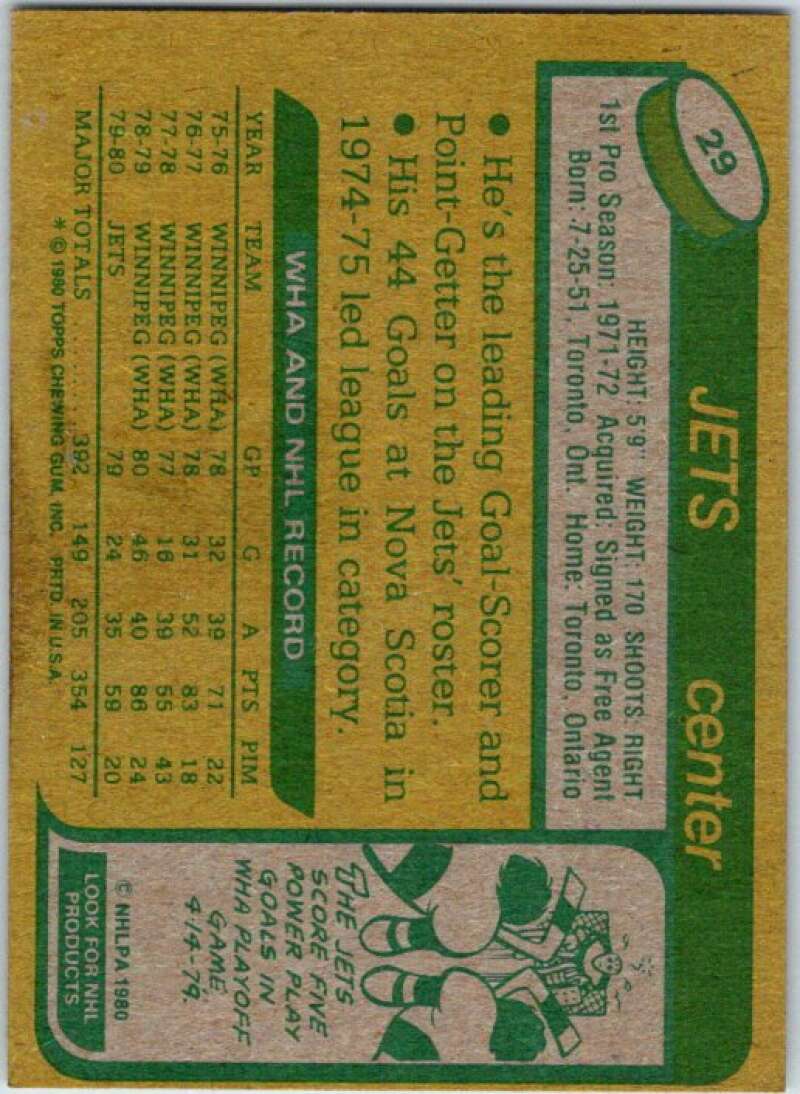 29
JETS center
HEIGHT: 5'9" WEIGHT: 170 SHOOTS: RIGHT
1st Pro Season: 1971-72 Acquired: Signed as Free Agent
Born: 7-25-51, Toronto, Ont. Home: Toronto, Ontario
● He's the leading Goal-Scorer and
Point-Getter on the Jets' roster.
● His 44 Goals at Nova Scotia in
1974-75 led league in category.
WHA AND NHL RECORD
YEAR TEAM GP G A PTS PIM
75-76 WINNIPEG (WHA) 78 32 39 71 22
76-77 WINNIPEG (WHA) 78 31 52 83 18
77-78 WINNIPEG (WHA) 77 16 39 55 43
78-79 WINNIPEG (WHA) 80 46 40 86 24
79-80 JETS 79 24 35 59 20
MAJOR TOTALS ......... 392 149 205 354 127
* © 1980 TOPPS CHEWING GUM, INC. PRTD. IN U.S.A.
THE JETS
SCORE FIVE
POWER PLAY
GOALS IN
WHA PLAYOFF
GAME,
4-14-79.
© NHLPA 1980
LOOK FOR NHL
PRODUCTS